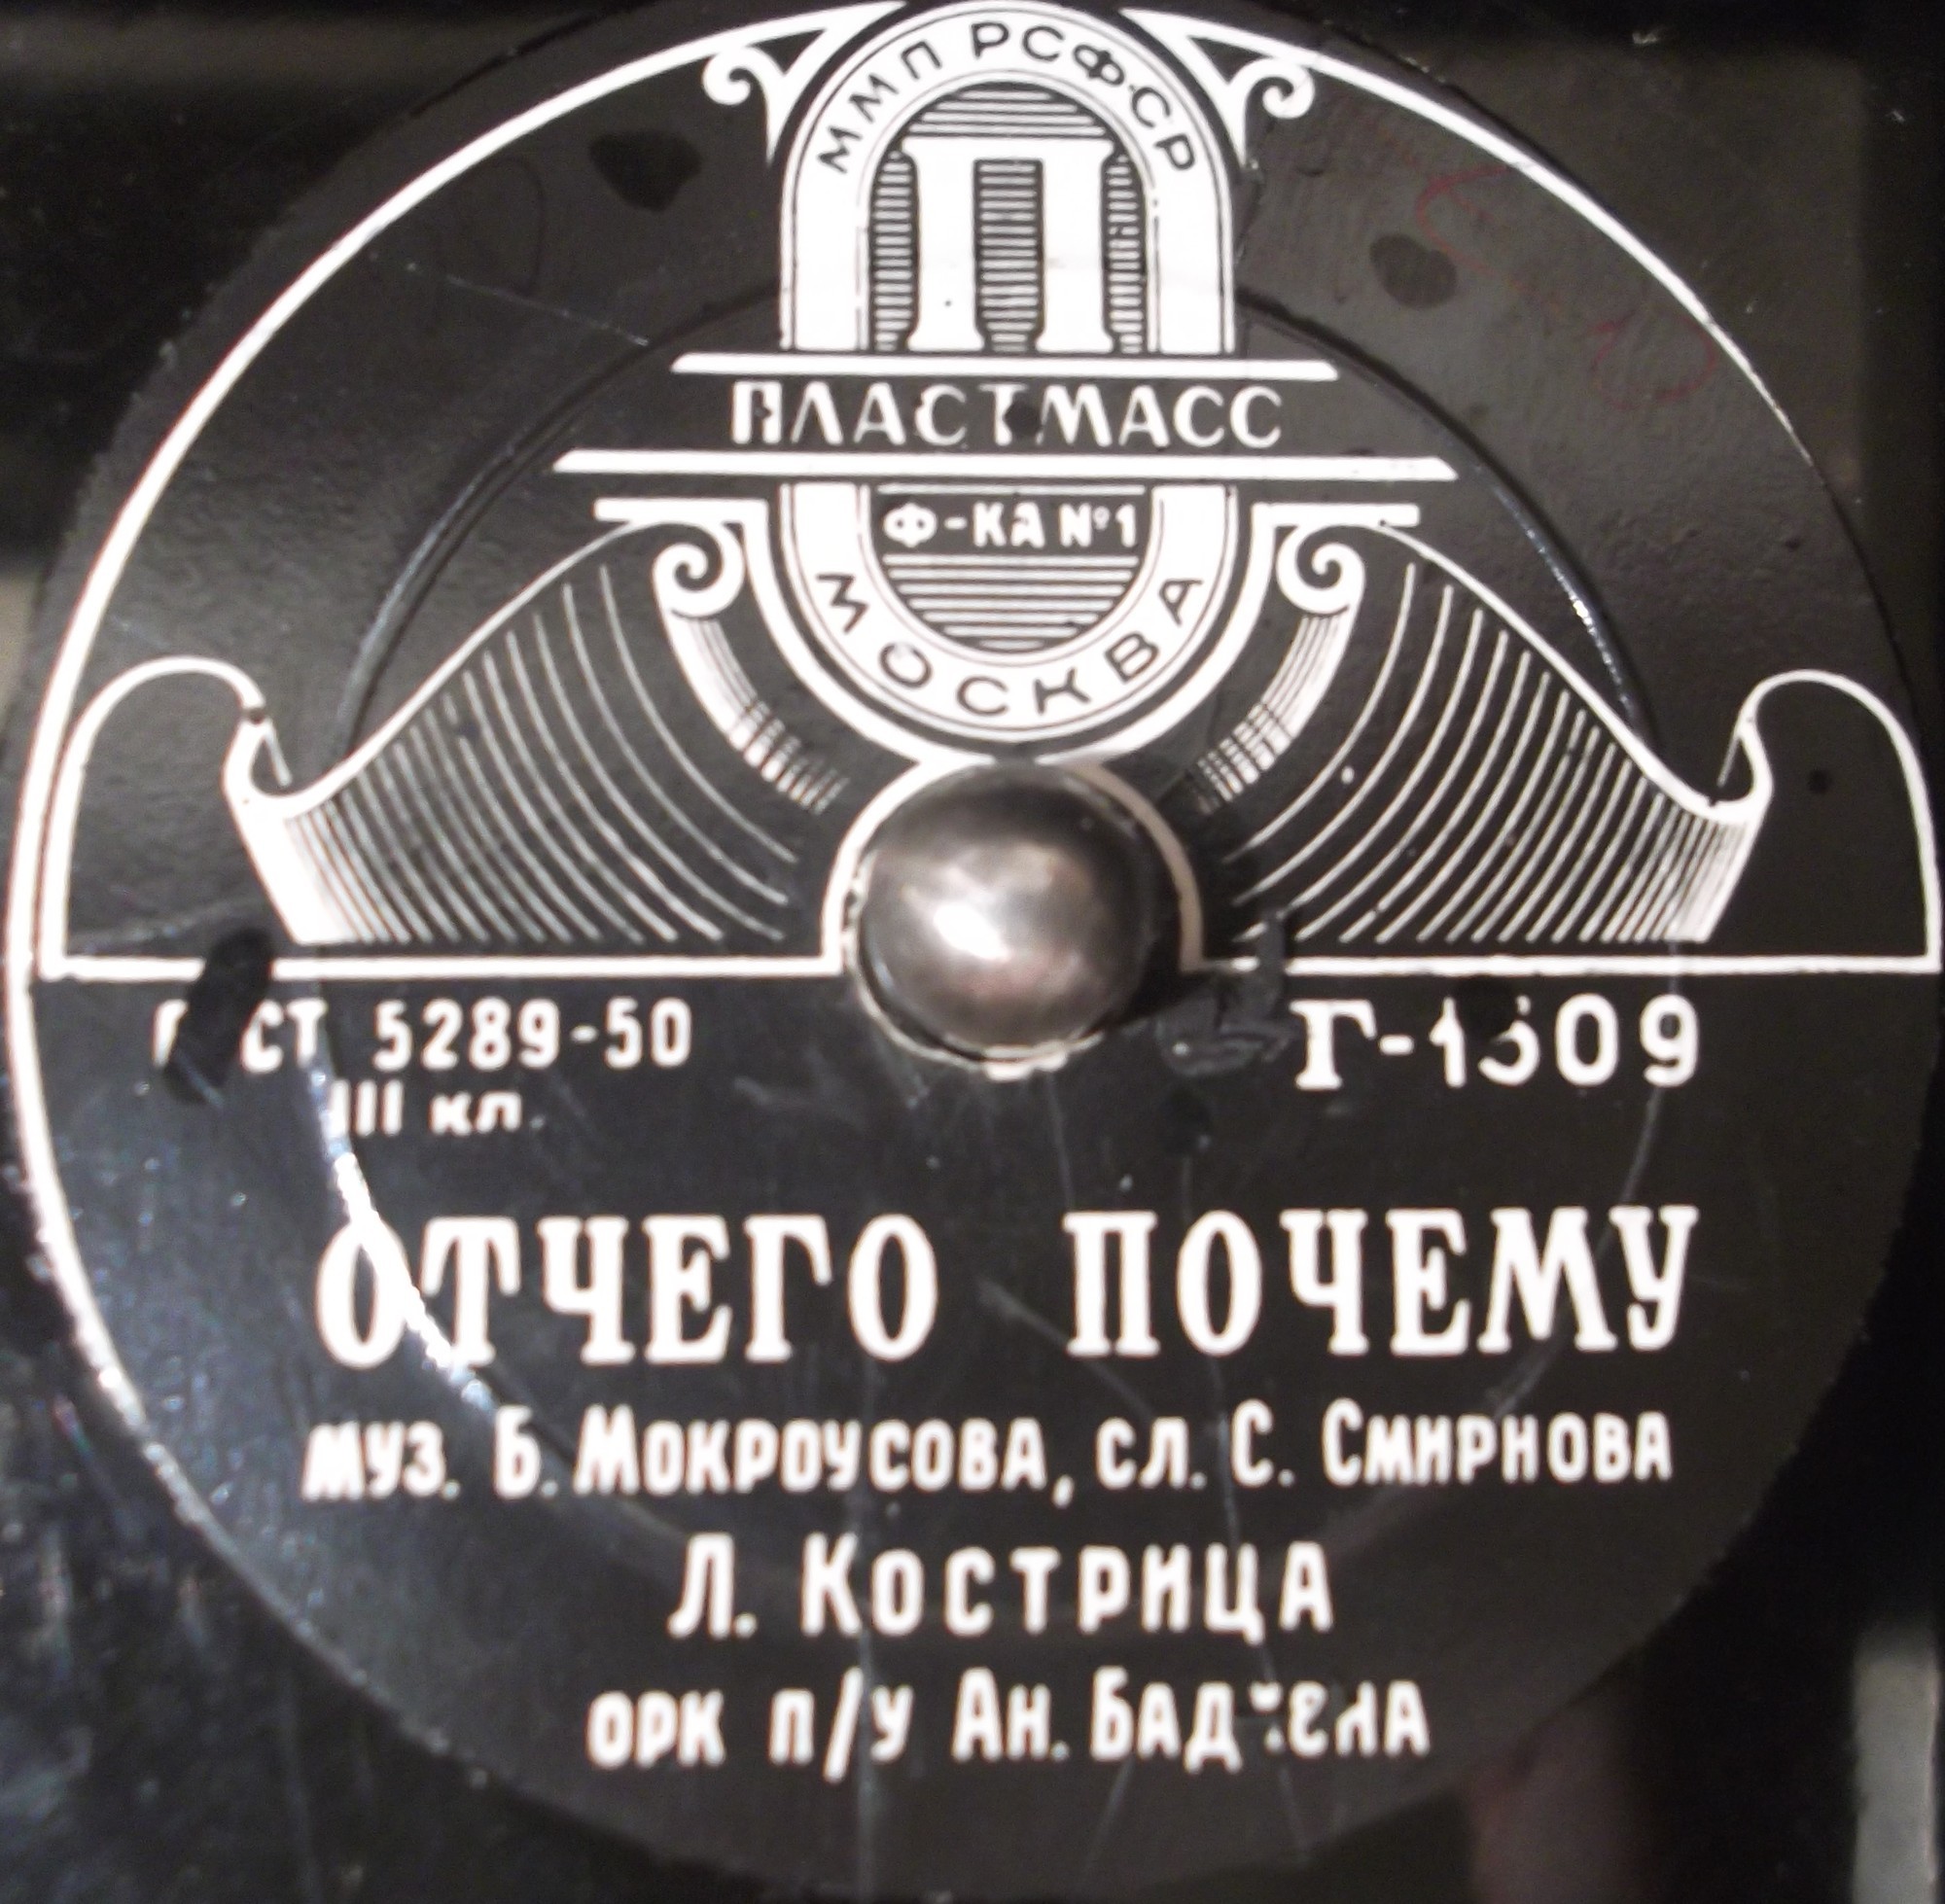 ММП РСФСР
П
ПЛАСТМАСС
Ф-КА №1
МОСКВА
5289-50
III кл.
ОТЧЕГО ПОЧЕМУ
муз. Б. Мокроусова, сл. С. Смирнова
Л. Кострица
орк п/у Ан.